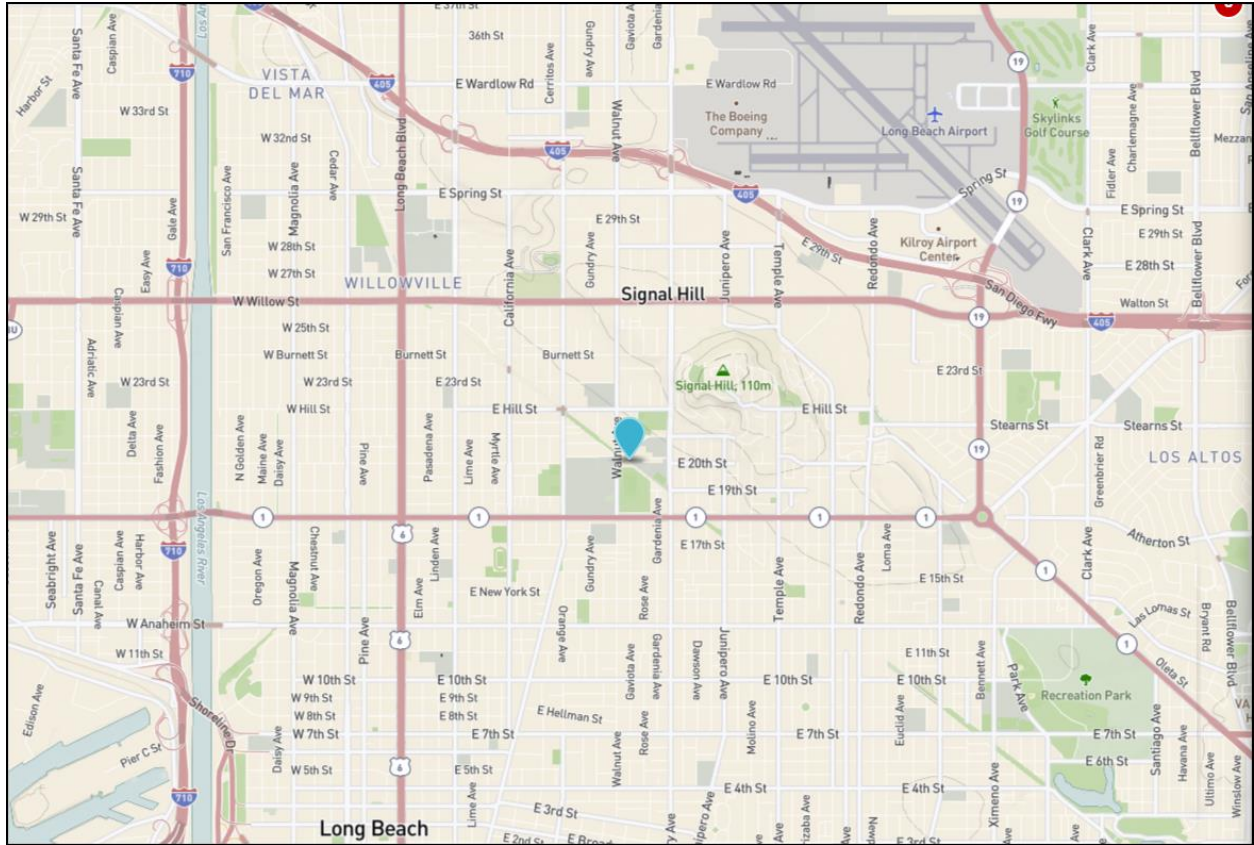 E 37th St
36th St
Santa Fe Ave
Caspian Ave
Harbor St
W 33rd St
710
VISTA
DEL MAR
405
E Wardlow Rd
Cerritos Ave
Gundry Ave
Gaviota A
Garden
Walnut Ave
E Wardlow Rd
The Boeing
Company
Long Beach Airport
19
Clark Ave
Skylinks
Golf Course
Charlemagne Ave
Bellflower Blvd
Mezzan
W 32nd St
Cedar Ave
Long Beach Blvd
405
405
Spring St
Santa Fe Ave
San Francisco Ave
Magnolia Ave
E Spring St
19
Fidler Ave
E Spring St
W 29th St
Gale Ave
E 29th St
E 29th St
W 28th St
Gundry Ave
Junipero Ave
Temple Ave
E 29th St
Redondo Ave
Kilroy Airport
Center
Clark Ave
Bellflower Blvd
Easy Ave
710
W 27th St
E 28th St
WILLOWVILLE
California Ave
Signal Hill
San Diego Fwy
W Willow St
Walton St
Caspian Ave
W 25th St
19
405
Adriatic Ave
W Burnett St
Burnett St
Burnett St
W 23rd St
W 23rd St
E 23rd St
Signal Hill, 110m
E 23rd St
W Hill St
E Hill St
E Hill St
Stearns St
Stearns St
Delta Ave
Fashion Ave
N Golden Ave
Maine Ave
Daisy Ave
Pine Ave
Pasadena Ave
Lime Ave
Myrtle Ave
Walnut
E 20th St
19
Greenbrier Rd
LOS ALTOS
E 19th St
Los Angeles River
1
1
1
1
1
Seabright Ave
Santa Fe Ave
Canal Ave
Caspian Ave
Harbor Ave
710
Oregon Ave
Chestnut Ave
Magnolia Ave
6
Linden Ave
Elm Ave
Gundry Ave
Gardenia Ave
E 17th St
Loma Ave
Atherton St
Clark Ave
1
E New York St
Rose Ave
Temple Ave
Redondo Ave
E 15th St
Las Lomas St
Bryant Rd
W Anaheim St
Pine Ave
6
Orange Ave
Bellflower Blvd
1
W 11th St
Gaviota Ave
Gardenia Ave
Dawson Ave
Junipero Ave
E 11th St
Bennett Ave
Park Ave
Oleta St
W 10th St
E 10th St
E 10th St
E 10th St
Recreation Park
Edison Ave
Shoreline Dr
W 9th St
E 9th St
W 8th St
E 8th St
E Hellman St
Euclid Ave
W 7th St
E 7th St
Rose Ave
Molino Ave
E 7th St
E 7th St
Pier C St
Daisy Ave
W 5th St
6
E 5th St
Walnut Ave
E 6th St
Santiago Ave
Havana Ave
Ultimo Ave
Winslow Ave
710
Lime Ave
E 4th St
E 4th St
Ximeno Ave
Long Beach
E 3rd St
E 2nd St
E Broad
E 3rd St